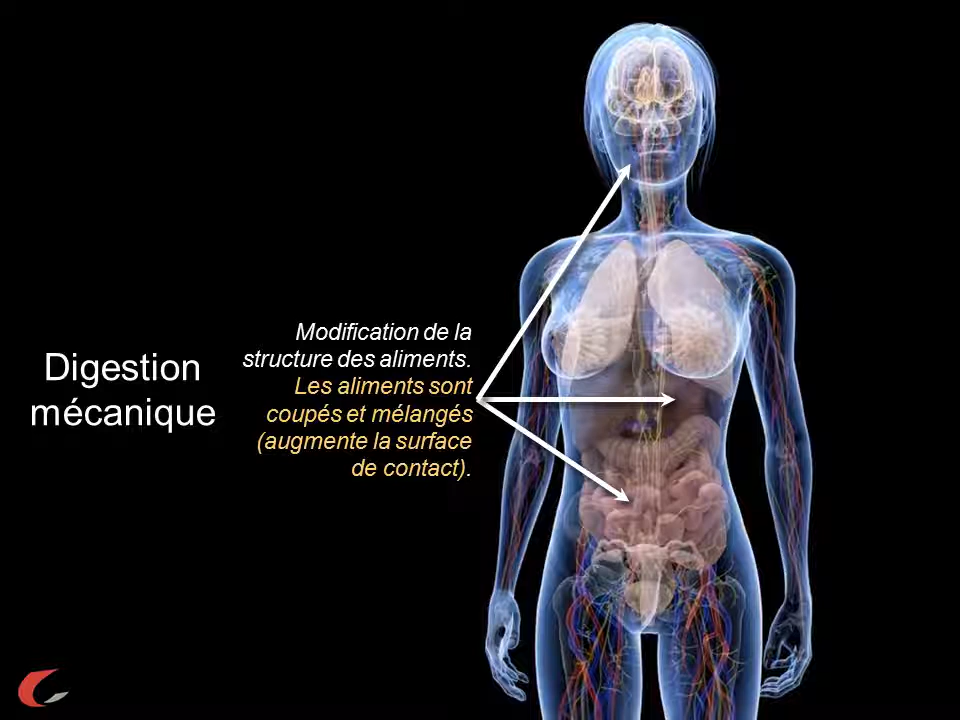 Digestion
mécanique
Modification de la
structure des aliments.
Les aliments sont
coupés et mélangés
(augmente la surface
de contact).